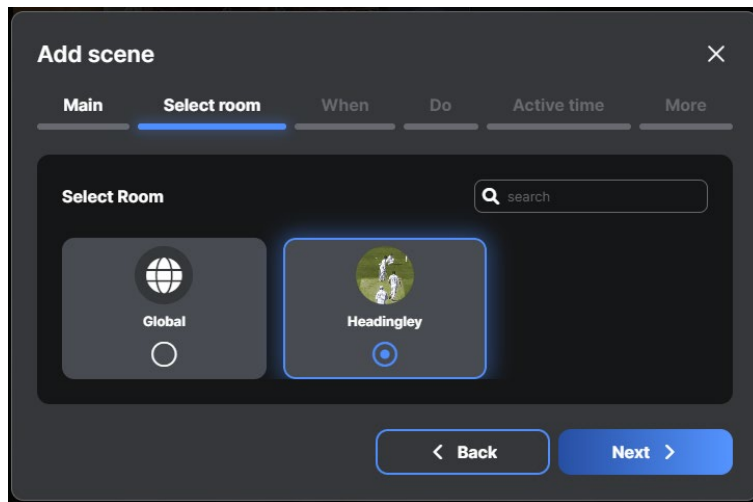 Add scene
Main Select room When Do Active time More
Select Room
search
Global
Headingley
Back
Next